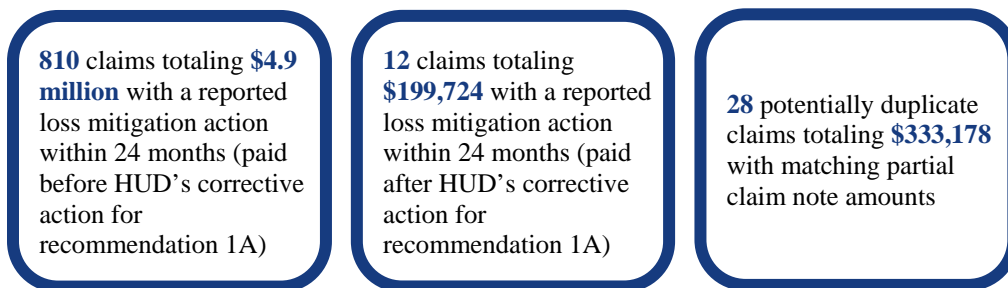 810 claims totaling $4.9
million with a reported
loss mitigation action
within 24 months (paid
before HUD’s corrective
action for
recommendation 1A)
12 claims totaling
$199,724 with a reported
loss mitigation action
within 24 months (paid
after HUD’s corrective
action for
recommendation 1A)
28 potentially duplicate
claims totaling $333,178
with matching partial
claim note amounts